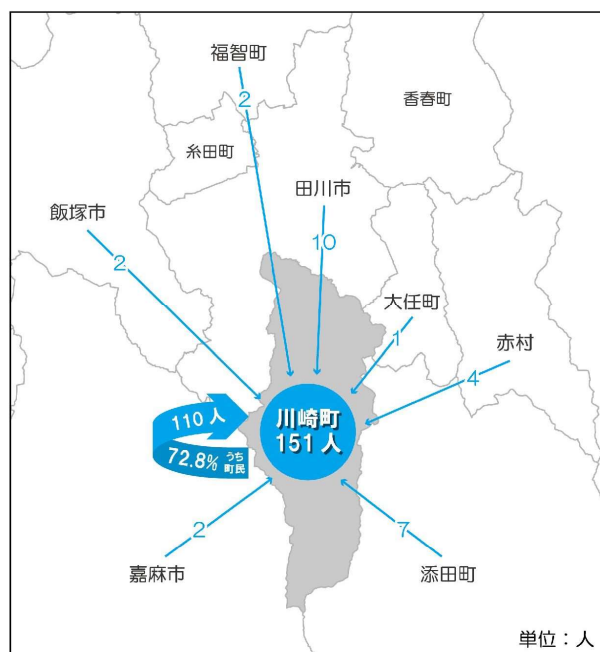 福智町
2
香春町
糸田町
田川市
飯塚市
10
2
大任町
1
赤村
4
110 人
川崎町
151 人
72.8% うち町民
2
7
嘉麻市
添田町
単位：人